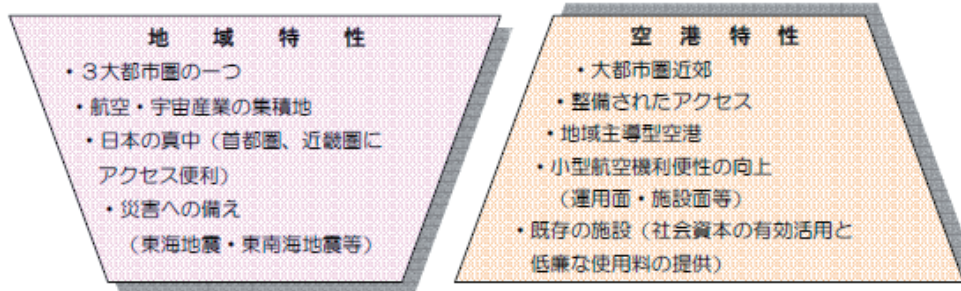 地域特性
・3大都市圏の一つ
・航空・宇宙産業の集積地
・日本の真中（首都圏、近畿圏に
アクセス便利）
・災害への備え
（東海地震・東南海地震等）
空港特性
・大都市圏近郊
・整備されたアクセス
・地域主導型空港
・小型航空機利便性の向上
（運用面・施設面等）
・既存の施設（社会資本の有効活用と
低廉な使用料の提供）